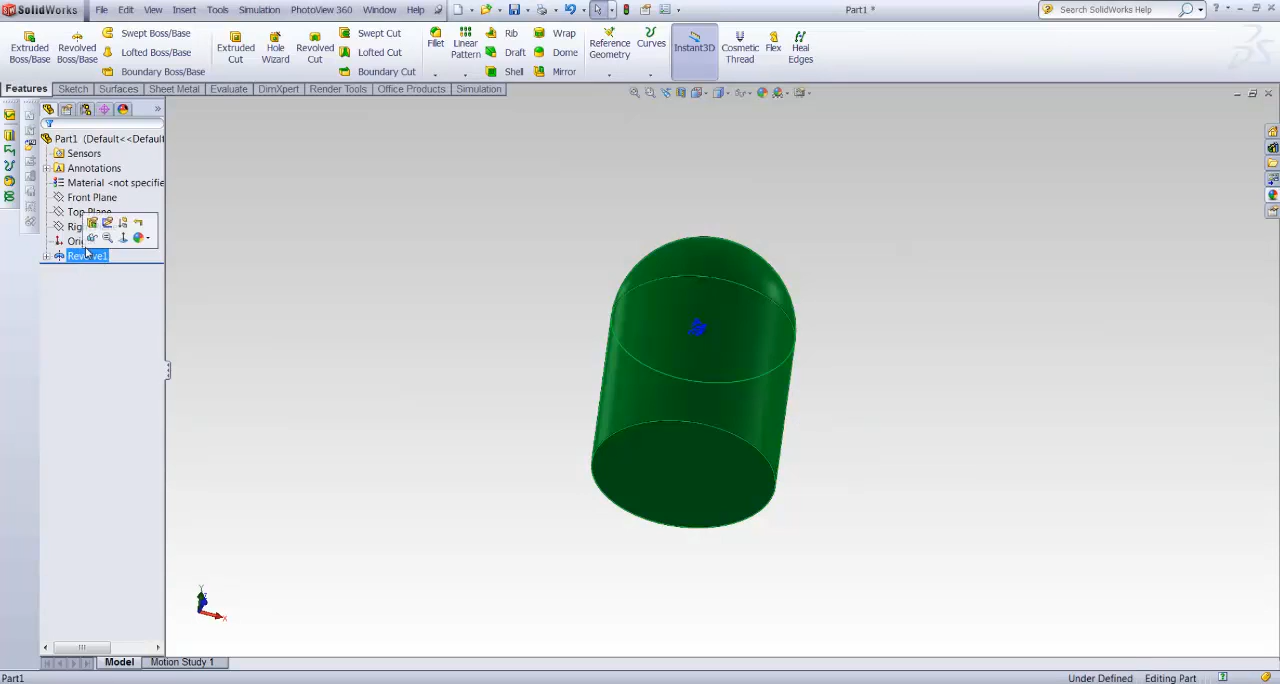 SolidWorks File Edit View Insert Tools Simulation PhotoView 360 Window Help Part1 * Search SolidWorks Help
Extruded Boss/Base
Revolved Boss/Base
Swept Boss/Base
Lofted Boss/Base
Boundary Boss/Base
Extruded Cut
Hole Wizard
Revolved Cut
Swept Cut
Lofted Cut
Boundary Cut
Fillet
Linear Pattern
Rib
Draft
Shell
Wrap
Dome
Mirror
Reference Geometry
Curves
Instant3D
Cosmetic Thread
Flex
Heal Edges
Features Sketch Surfaces Sheet Metal Evaluate DimXpert Render Tools Office Products Simulation
Part1 (Default<<Default
Sensors
Annotations
Material <not specifie
Front Plane
Top Plane
Rig
Ori
Revolve1
Y
X
Model Motion Study 1
Part1 Under Defined Editing Part